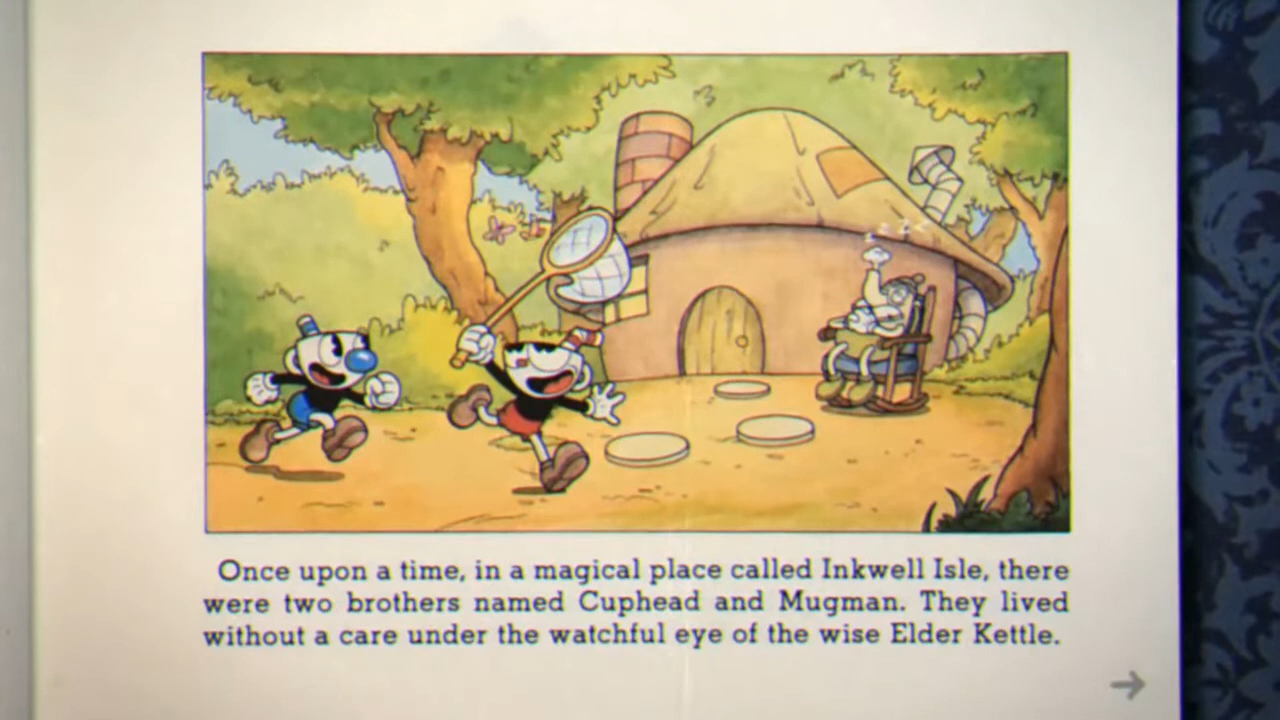 z z z z
Once upon a time, in a magical place called Inkwell Isle, there
were two brothers named Cuphead and Mugman. They lived
without a care under the watchful eye of the wise Elder Kettle.